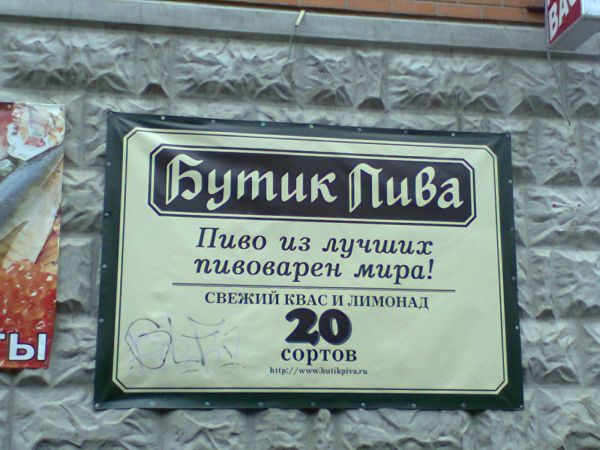 Бутик Пива
Пиво из лучших
пивоварен мира!
СВЕЖИЙ КВАС И ЛИМОНАД
20
сортов
http://www.butikpiva.ru
ТЫ